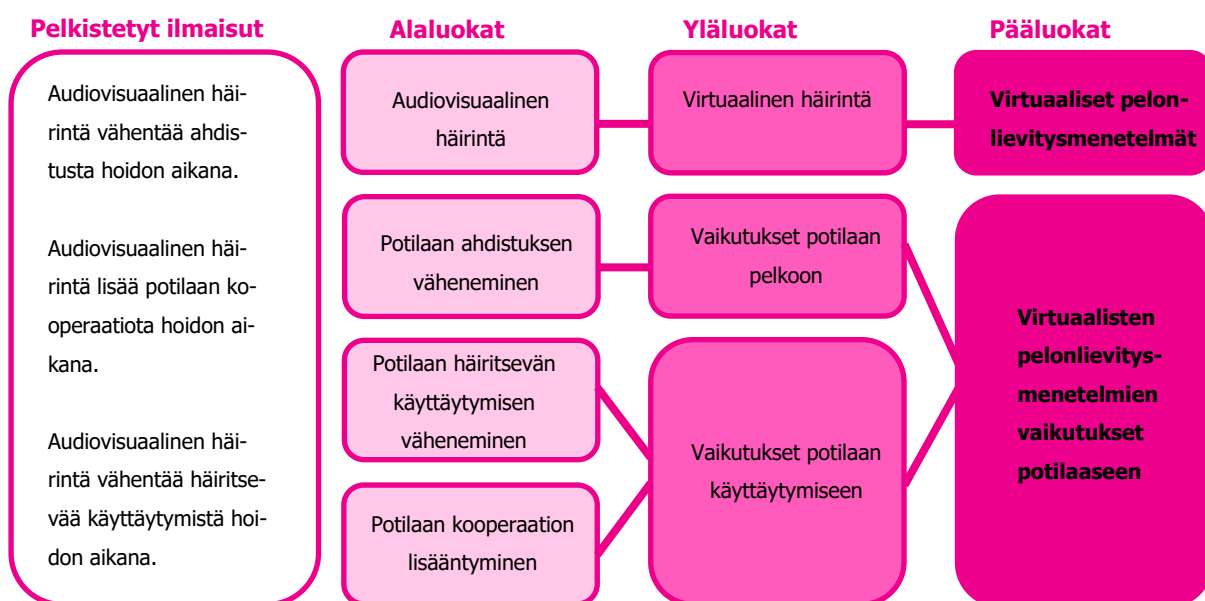 Pelkistetyt ilmaisut
Audiovisuaalinen häi-
rintä vähentää ahdis-
tusta hoidon aikana.
Audiovisuaalinen häi-
rintä lisää potilaan ko-
operaatiota hoidon ai-
kana.
Audiovisuaalinen häi-
rintä vähentää häiritse-
vää käyttäytymistä hoi-
don aikana.
Alaluokat
Audiovisuaalinen
häirintä
Potilaan ahdistuksen
väheneminen
Potilaan häiritsevän
käyttäytymisen
väheneminen
Potilaan kooperaation
lisääntyminen
Yläluokat
Virtuaalinen häirintä
Vaikutukset potilaan
pelkoon
Vaikutukset potilaan
käyttäytymiseen
Pääluokat
Virtuaaliset pelon-
lievitysmenetelmät
Virtuaalisten
pelonlievitys-
menetelmien
vaikutukset
potilaaseen